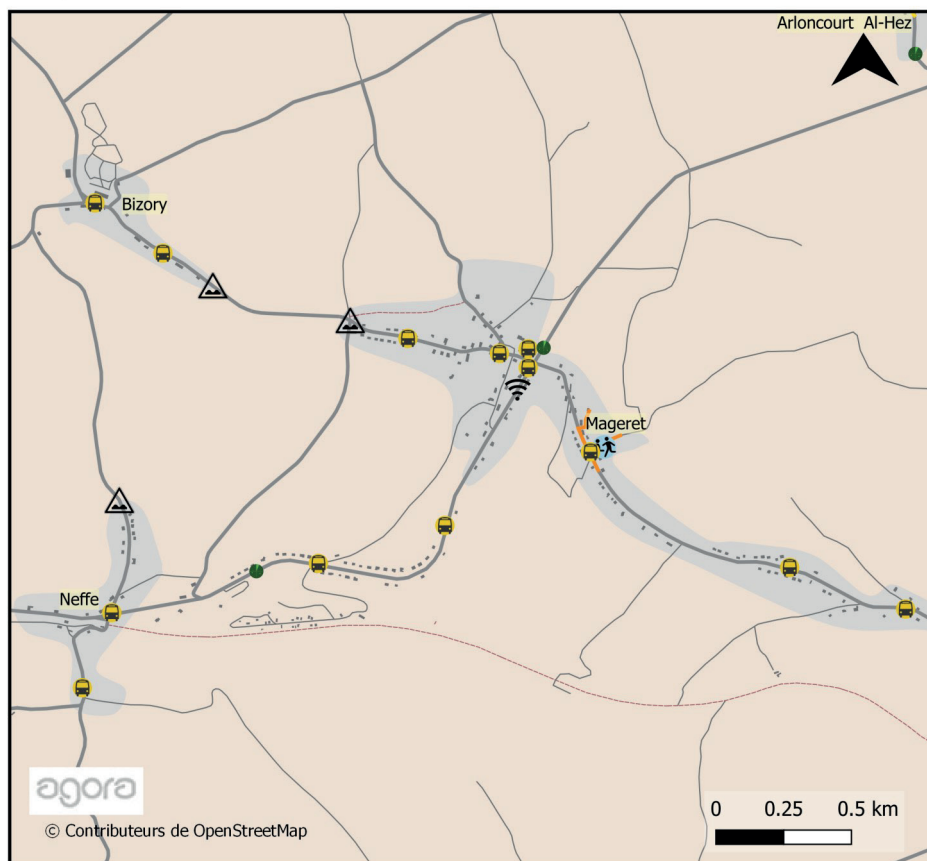 Arloncourt Al-Hez
Bizory
Mageret
Neffe
agora
0 0.25 0.5 km
© Contributeurs de OpenStreetMap